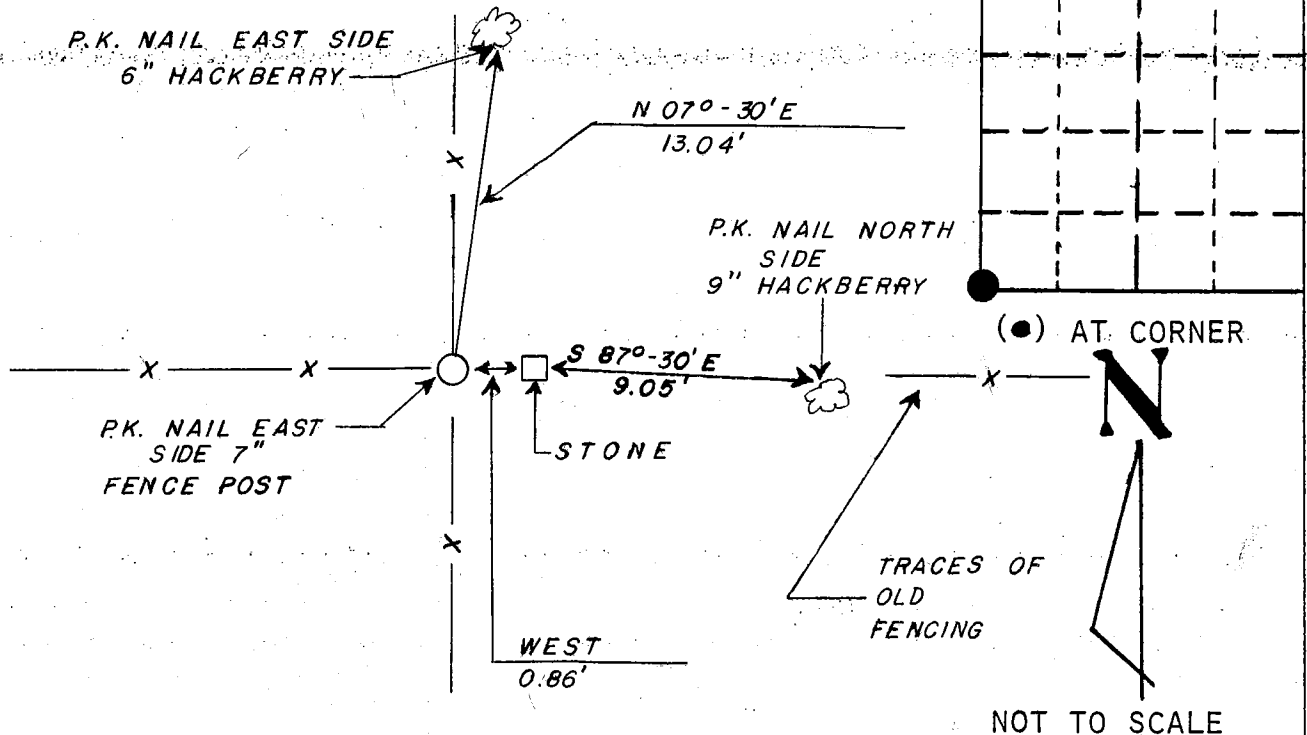 P.K. NAIL EAST SIDE
6" HACKBERRY
N 07°-30'E
13.04'
P.K. NAIL NORTH
SIDE
9" HACKBERRY
(●) AT CORNER
X
X
X
S 87°-30'E
9.05'
X
N
P.K. NAIL EAST
SIDE 7"
FENCE POST
STONE
X
TRACES OF
OLD
FENCING
WEST
0.86'
NOT TO SCALE